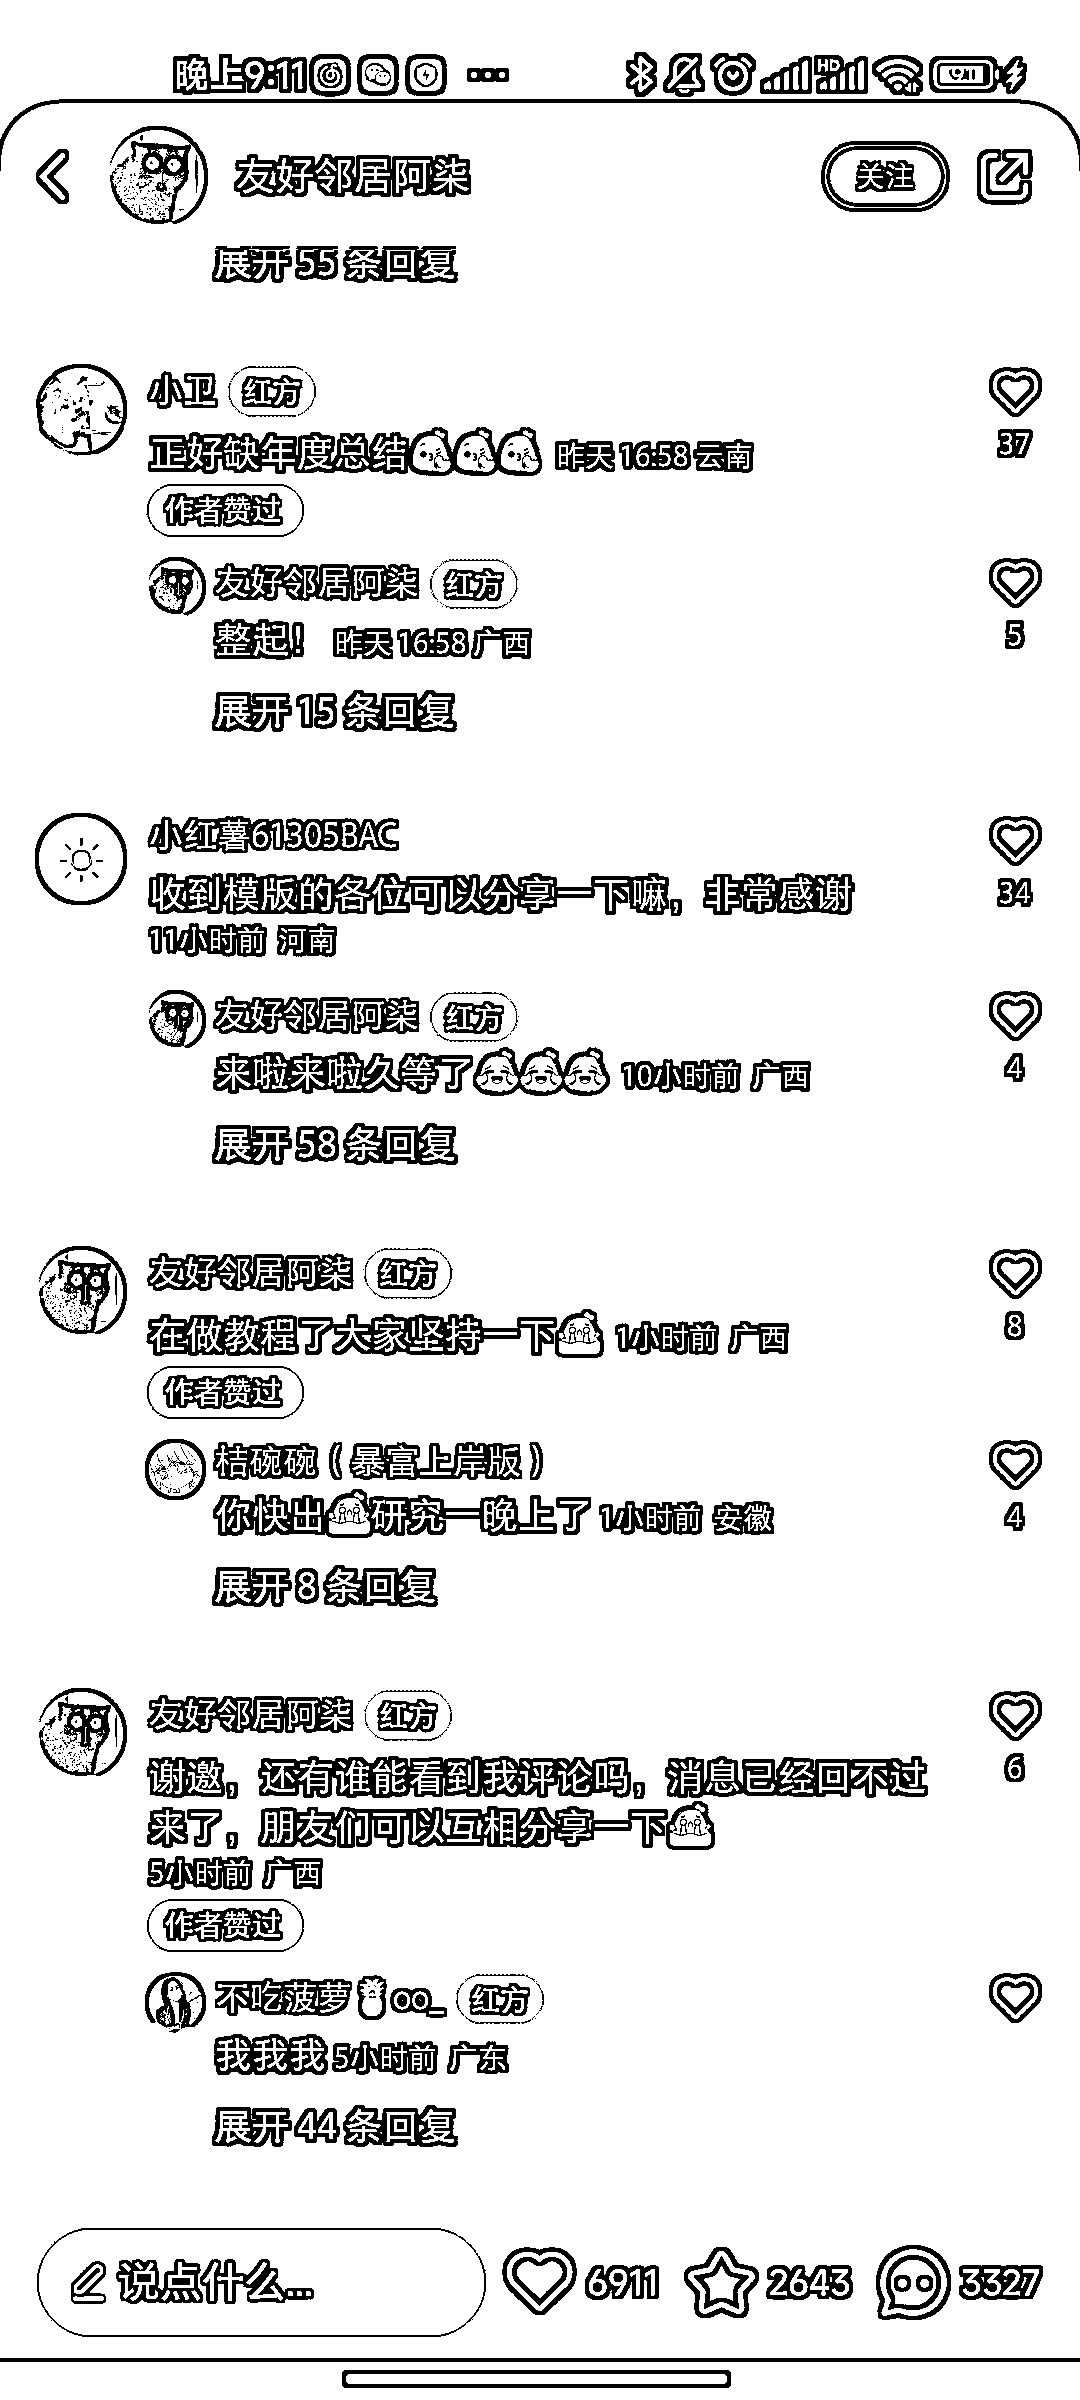 晚上9:11
HD
友好邻居阿柒 关注
展开 55 条回复
小卫 红方
正好缺年度总结 昨天 16:58 云南
37
作者赞过
友好邻居阿柒 红方
整起！ 昨天 16:58 广西
5
展开 15 条回复
小红薯61305BAC
收到模版的各位可以分享一下嘛，非常感谢
34
11小时前 河南
友好邻居阿柒 红方
来啦来啦久等了 10小时前 广西
4
展开 58 条回复
友好邻居阿柒 红方
在做教程了大家坚持一下 1小时前 广西
8
作者赞过
桔碗碗（暴富上岸版）
你快出研究一晚上了 1小时前 安徽
4
展开 8 条回复
友好邻居阿柒 红方
谢邀，还有谁能看到我评论吗，消息已经回不过
6
来了，朋友们可以互相分享一下
5小时前 广西
作者赞过
不吃菠萝🍍oo_ 红方
我我我 5小时前 广东
展开 44 条回复
说点什么... 6911 2643 3327